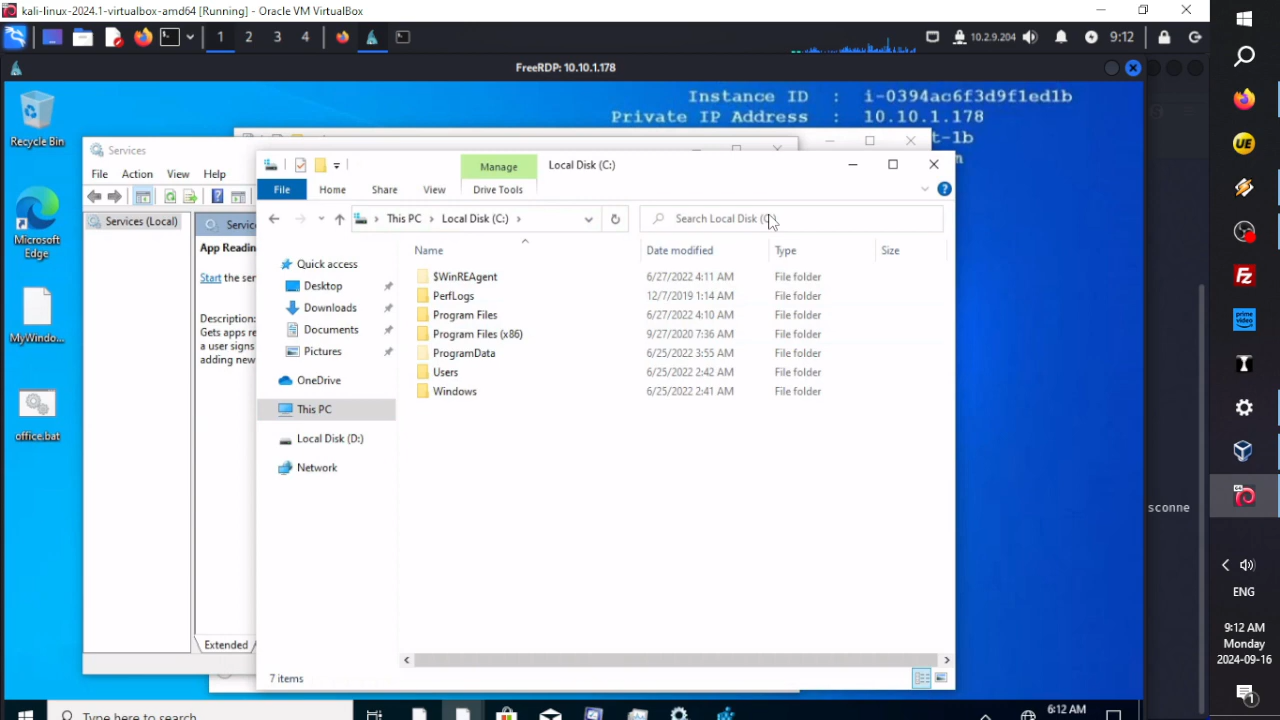 kali-linux-2024.1-virtualbox-amd64 [Running] - Oracle VM VirtualBox
1 2 3 4
10.2.9.204
9:12
FreeRDP: 10.10.1.178
Instance ID : i-0394ac6f3d9f1ed1b
Private IP Address : 10.10.1.178
t-1b
Recycle Bin
Microsoft Edge
MyWindo...
office.bat
Services
File Action View Help
Services (Local)
Servic
App Readin
Start the ser
Description:
Gets apps re
a user signs
adding new
Extended
Manage
Local Disk (C:)
File Home Share View Drive Tools
This PC Local Disk (C:)
Search Local Disk (C:)
Quick access
Desktop
Downloads
Documents
Pictures
OneDrive
This PC
Local Disk (D:)
Network
Name Date modified Type Size
$WinREAgent 6/27/2022 4:11 AM File folder
PerfLogs 12/7/2019 1:14 AM File folder
Program Files 6/27/2022 4:10 AM File folder
Program Files (x86) 9/27/2020 7:36 AM File folder
ProgramData 6/25/2022 3:55 AM File folder
Users 6/25/2022 2:42 AM File folder
Windows 6/25/2022 2:41 AM File folder
7 items
Type here to search
6:12 AM
sconne
UE
Fz
prime video
64
ENG
9:12 AM
Monday
2024-09-16
1